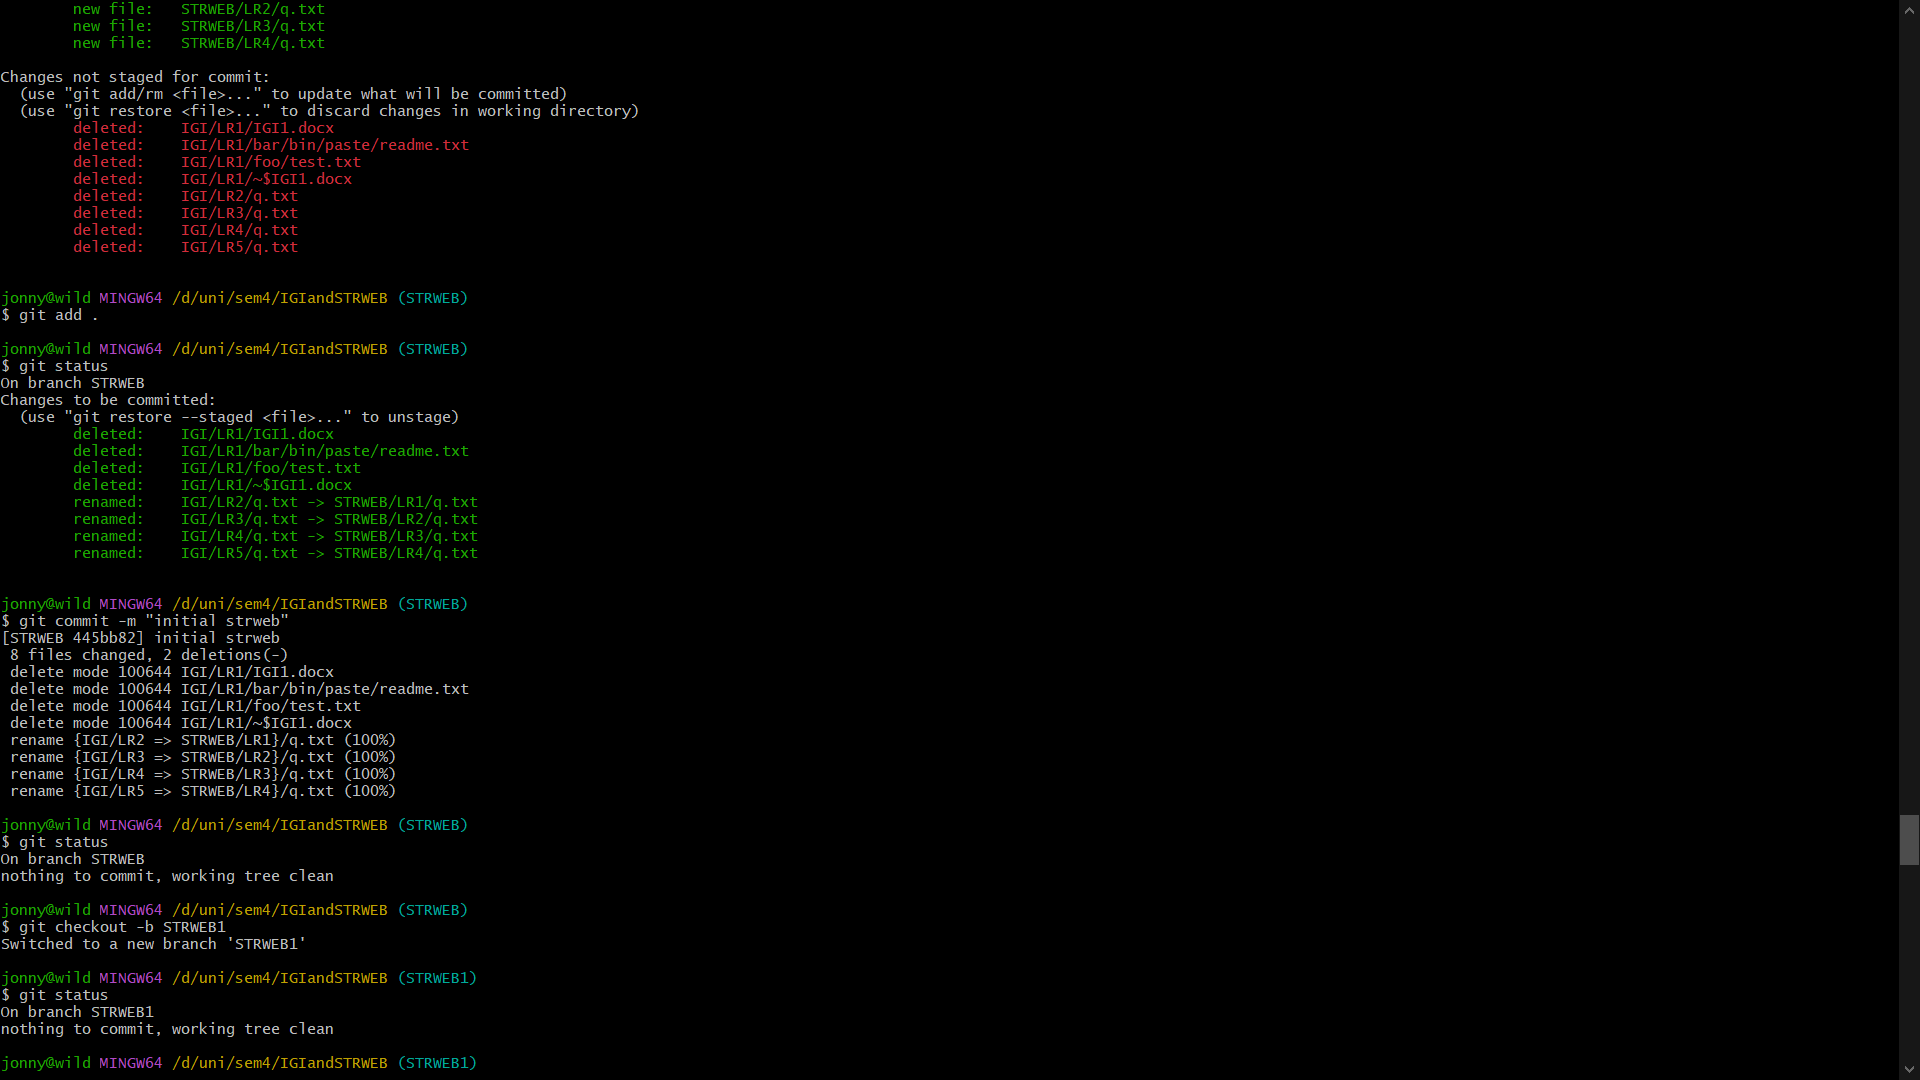 new file:   STRWEB/LR2/q.txt
new file:   STRWEB/LR3/q.txt
new file:   STRWEB/LR4/q.txt
Changes not staged for commit:
(use "git add/rm <file>..." to update what will be committed)
(use "git restore <file>..." to discard changes in working directory)
deleted:    IGI/LR1/IGI1.docx
deleted:    IGI/LR1/bar/bin/paste/readme.txt
deleted:    IGI/LR1/foo/test.txt
deleted:    IGI/LR1/~$IGI1.docx
deleted:    IGI/LR2/q.txt
deleted:    IGI/LR3/q.txt
deleted:    IGI/LR4/q.txt
deleted:    IGI/LR5/q.txt
jonny@wild MINGW64 /d/uni/sem4/IGIandSTRWEB (STRWEB)
$ git add .
jonny@wild MINGW64 /d/uni/sem4/IGIandSTRWEB (STRWEB)
$ git status
On branch STRWEB
Changes to be committed:
(use "git restore --staged <file>..." to unstage)
deleted:    IGI/LR1/IGI1.docx
deleted:    IGI/LR1/bar/bin/paste/readme.txt
deleted:    IGI/LR1/foo/test.txt
deleted:    IGI/LR1/~$IGI1.docx
renamed:    IGI/LR2/q.txt -> STRWEB/LR1/q.txt
renamed:    IGI/LR3/q.txt -> STRWEB/LR2/q.txt
renamed:    IGI/LR4/q.txt -> STRWEB/LR3/q.txt
renamed:    IGI/LR5/q.txt -> STRWEB/LR4/q.txt
jonny@wild MINGW64 /d/uni/sem4/IGIandSTRWEB (STRWEB)
$ git commit -m "initial strweb"
[STRWEB 445bb82] initial strweb
8 files changed, 2 deletions(-)
delete mode 100644 IGI/LR1/IGI1.docx
delete mode 100644 IGI/LR1/bar/bin/paste/readme.txt
delete mode 100644 IGI/LR1/foo/test.txt
delete mode 100644 IGI/LR1/~$IGI1.docx
rename {IGI/LR2 => STRWEB/LR1}/q.txt (100%)
rename {IGI/LR3 => STRWEB/LR2}/q.txt (100%)
rename {IGI/LR4 => STRWEB/LR3}/q.txt (100%)
rename {IGI/LR5 => STRWEB/LR4}/q.txt (100%)
jonny@wild MINGW64 /d/uni/sem4/IGIandSTRWEB (STRWEB)
$ git status
On branch STRWEB
nothing to commit, working tree clean
jonny@wild MINGW64 /d/uni/sem4/IGIandSTRWEB (STRWEB)
$ git checkout -b STRWEB1
Switched to a new branch 'STRWEB1'
jonny@wild MINGW64 /d/uni/sem4/IGIandSTRWEB (STRWEB1)
$ git status
On branch STRWEB1
nothing to commit, working tree clean
jonny@wild MINGW64 /d/uni/sem4/IGIandSTRWEB (STRWEB1)